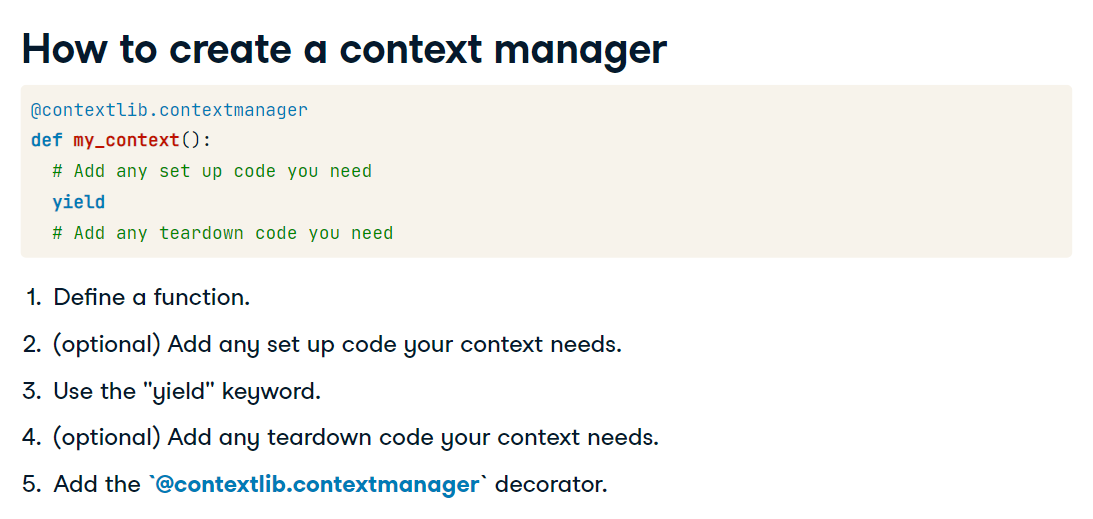 How to create a context manager
@contextlib.contextmanager
def my_context():
  # Add any set up code you need
  yield
  # Add any teardown code you need
1. Define a function.
2. (optional) Add any set up code your context needs.
3. Use the "yield" keyword.
4. (optional) Add any teardown code your context needs.
5. Add the `@contextlib.contextmanager` decorator.